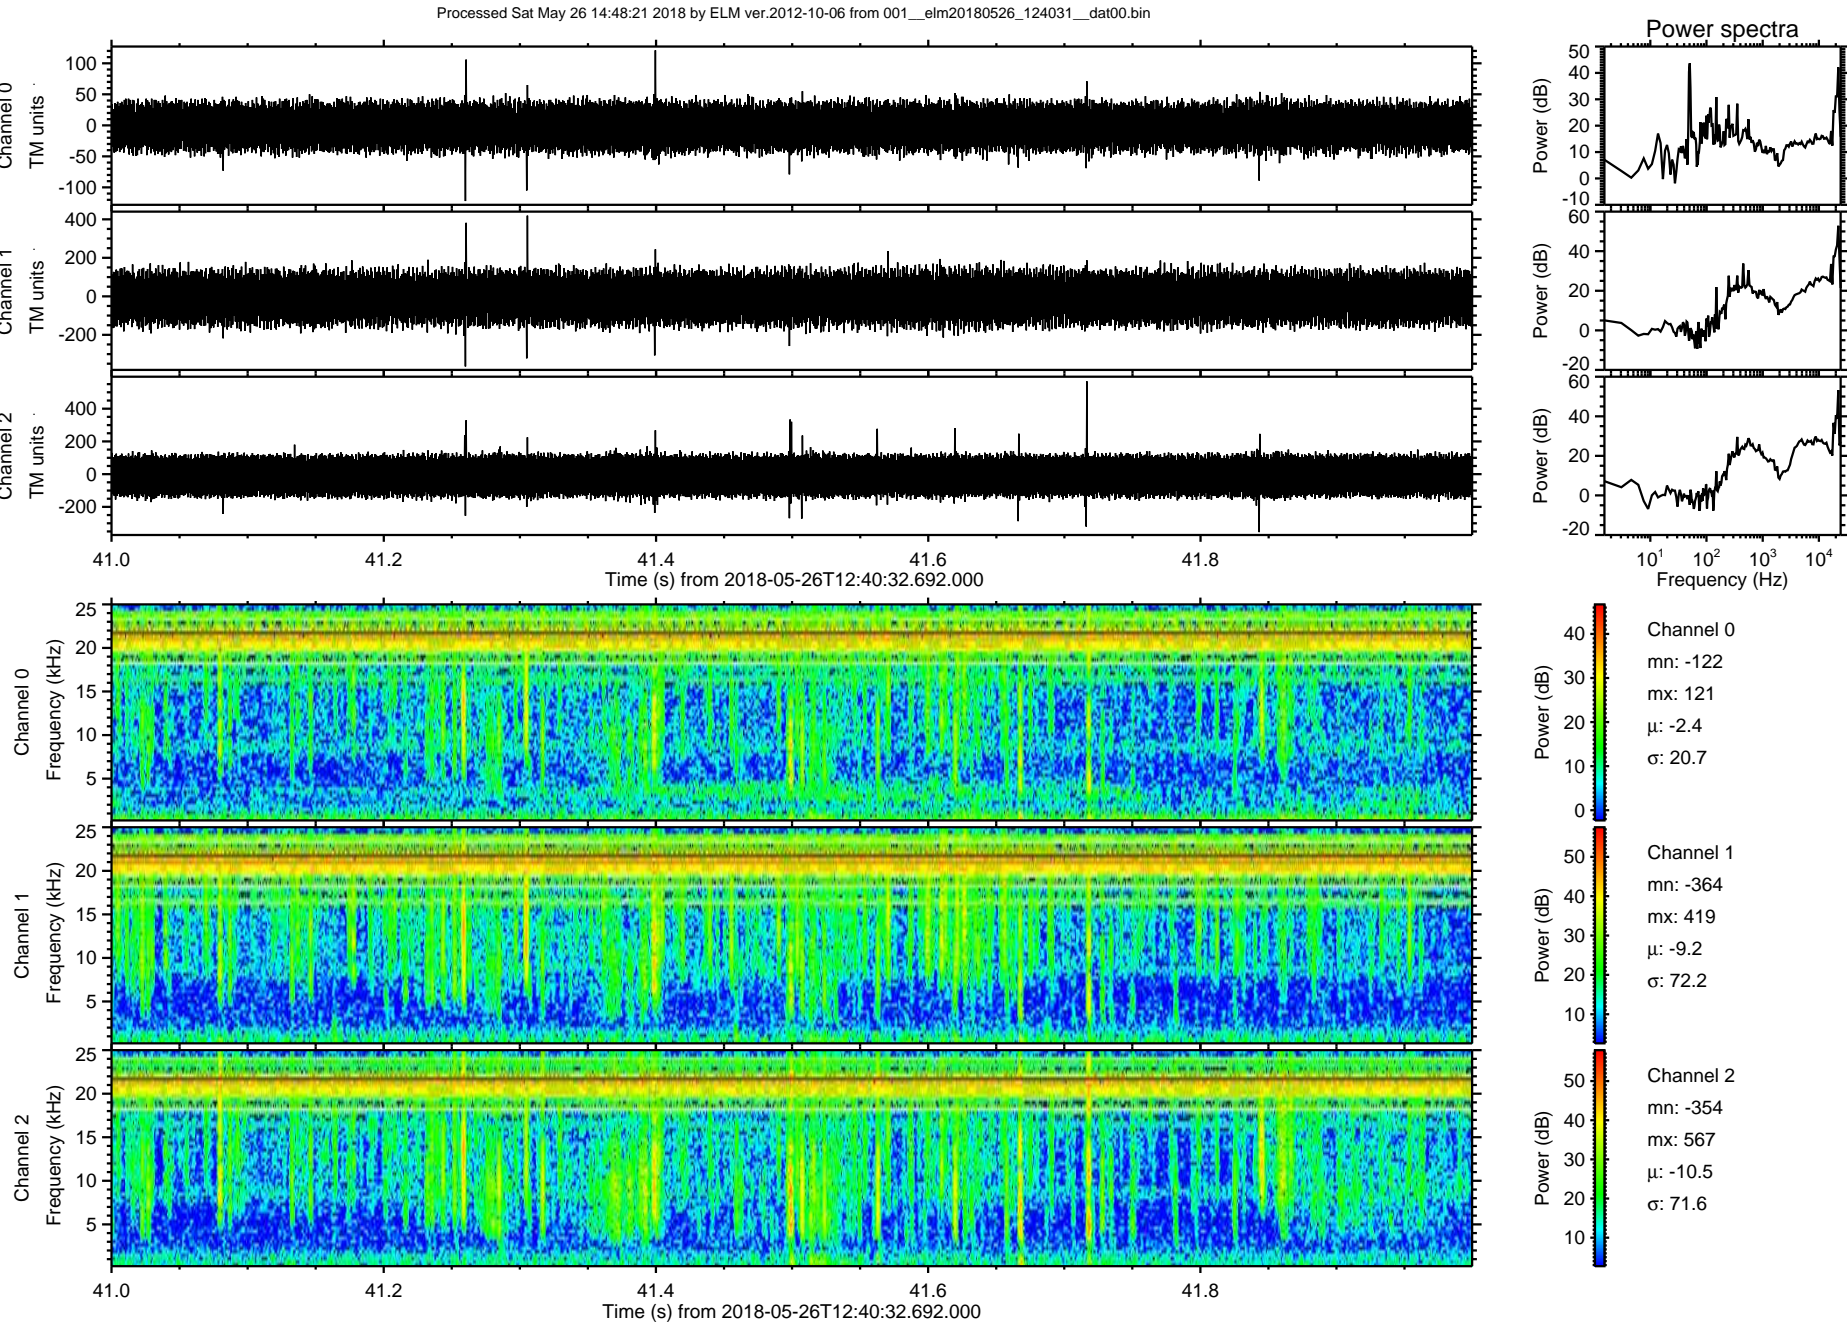 Processed Sat May 26 14:48:21 2018 by ELM ver.2012-10-06 from 001__elm20180526_124031__dat00.bin
Power spectra
Channel 0
TM units
100
50
0
-50
-100
Power (dB)
50
40
30
20
10
0
-10
Channel 1
TM units
400
200
0
-200
Power (dB)
60
40
20
0
-20
Channel 2
TM units
400
200
0
-200
Power (dB)
60
40
20
0
-20
41.0 41.2 41.4 41.6 41.8
Time (s) from 2018-05-26T12:40:32.692.000
10^1 10^2 10^3 10^4
Frequency (Hz)
Channel 0
Frequency (kHz)
25
20
15
10
5
Power (dB)
40
30
20
10
0
Channel 0
mn: -122
mx: 121
μ: -2.4
σ: 20.7
Channel 1
Frequency (kHz)
25
20
15
10
5
Power (dB)
50
40
30
20
10
Channel 1
mn: -364
mx: 419
μ: -9.2
σ: 72.2
Channel 2
Frequency (kHz)
25
20
15
10
5
Power (dB)
50
40
30
20
10
Channel 2
mn: -354
mx: 567
μ: -10.5
σ: 71.6
41.0 41.2 41.4 41.6 41.8
Time (s) from 2018-05-26T12:40:32.692.000